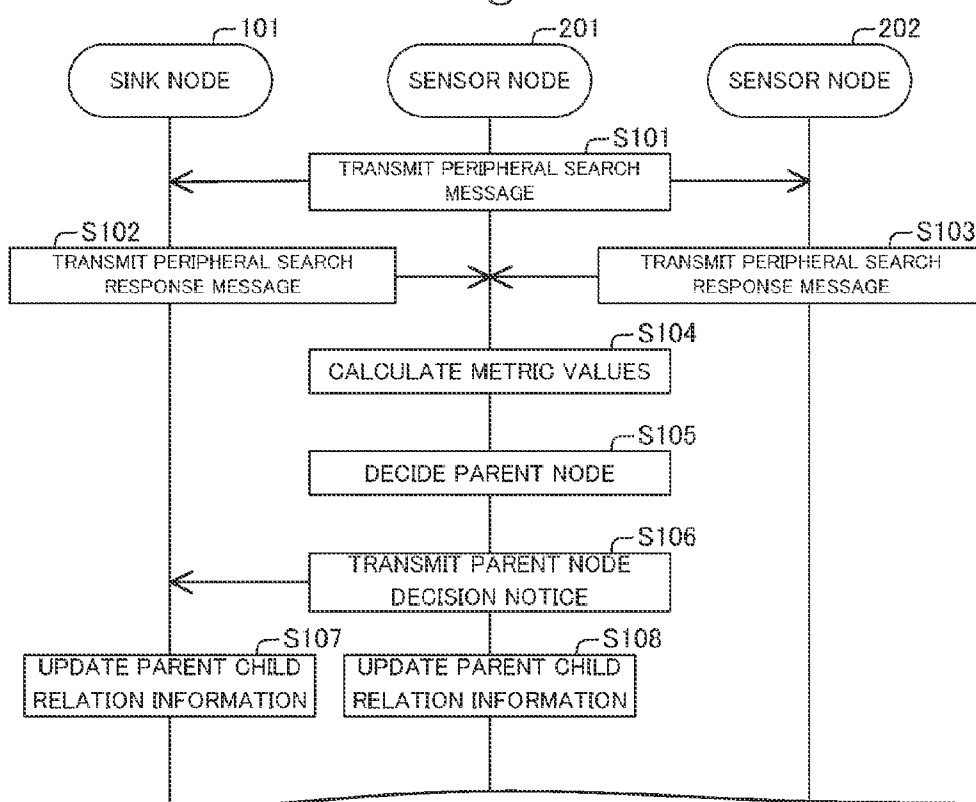 101
201
202
SINK NODE
SENSOR NODE
SENSOR NODE
S101
TRANSMIT PERIPHERAL SEARCH
MESSAGE
S102
TRANSMIT PERIPHERAL SEARCH
RESPONSE MESSAGE
S103
TRANSMIT PERIPHERAL SEARCH
RESPONSE MESSAGE
S104
CALCULATE METRIC VALUES
S105
DECIDE PARENT NODE
S106
TRANSMIT PARENT NODE
DECISION NOTICE
S107
UPDATE PARENT CHILD
RELATION INFORMATION
S108
UPDATE PARENT CHILD
RELATION INFORMATION